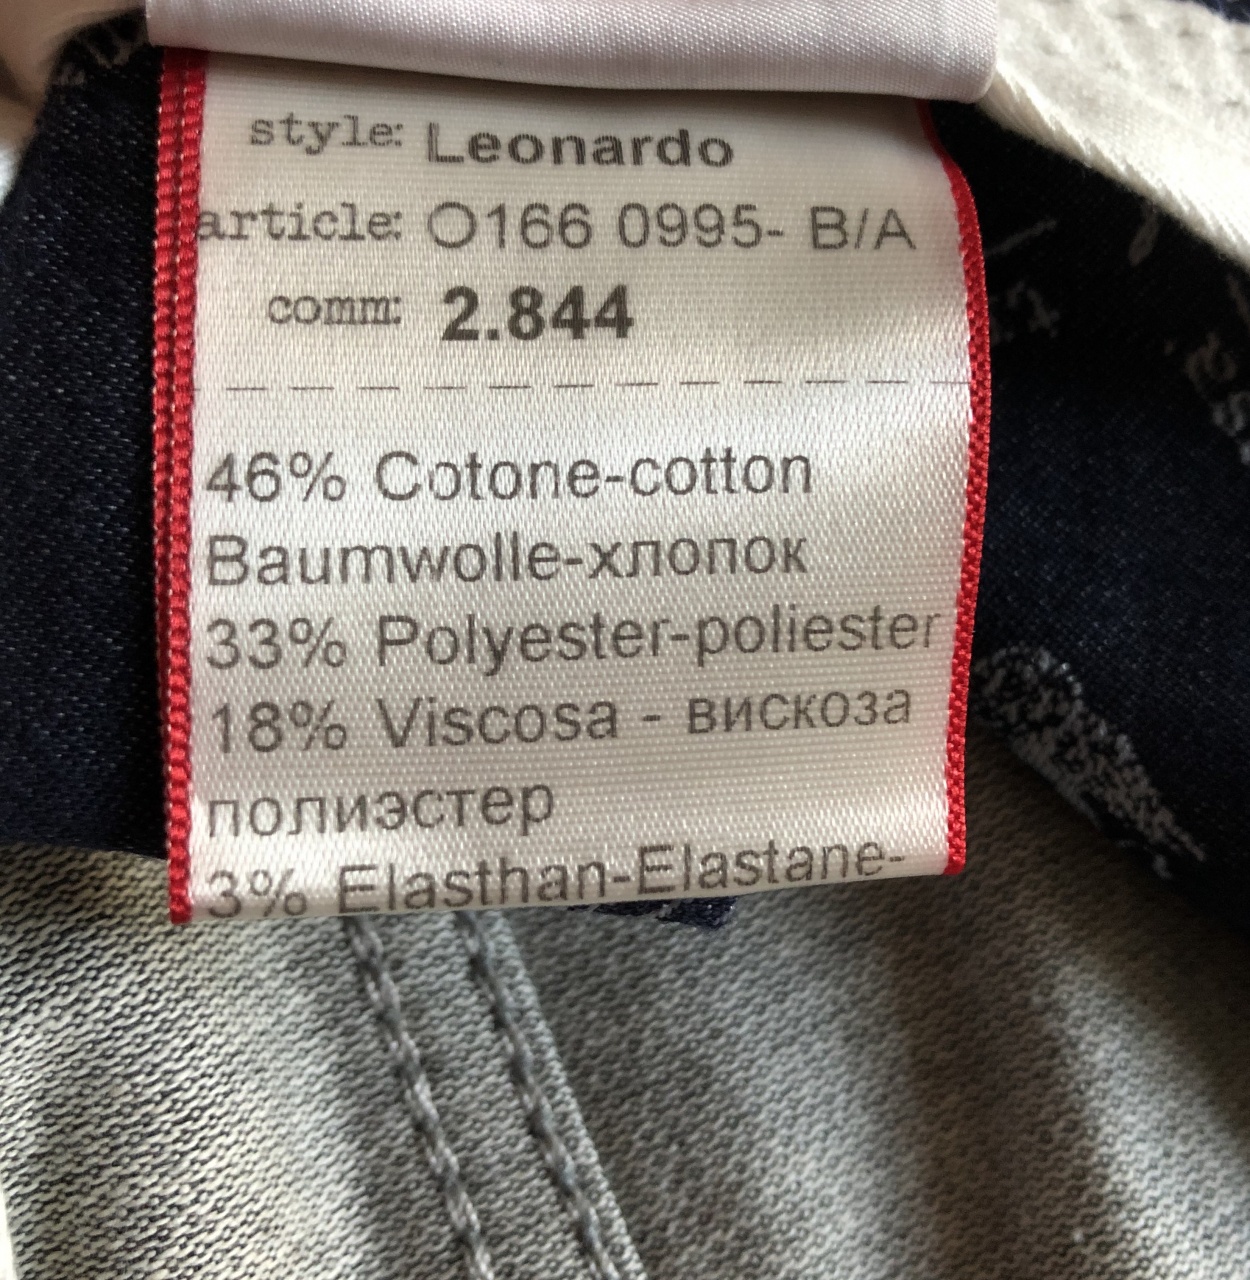 style: Leonardo
article: O166 0995- B/A
comm: 2.844
46% Cotone-cotton
Baumwolle-хлопок
33% Polyester-poliester
18% Viscosa - вискоза
полиэстер
3% Elasthan-Elastane-